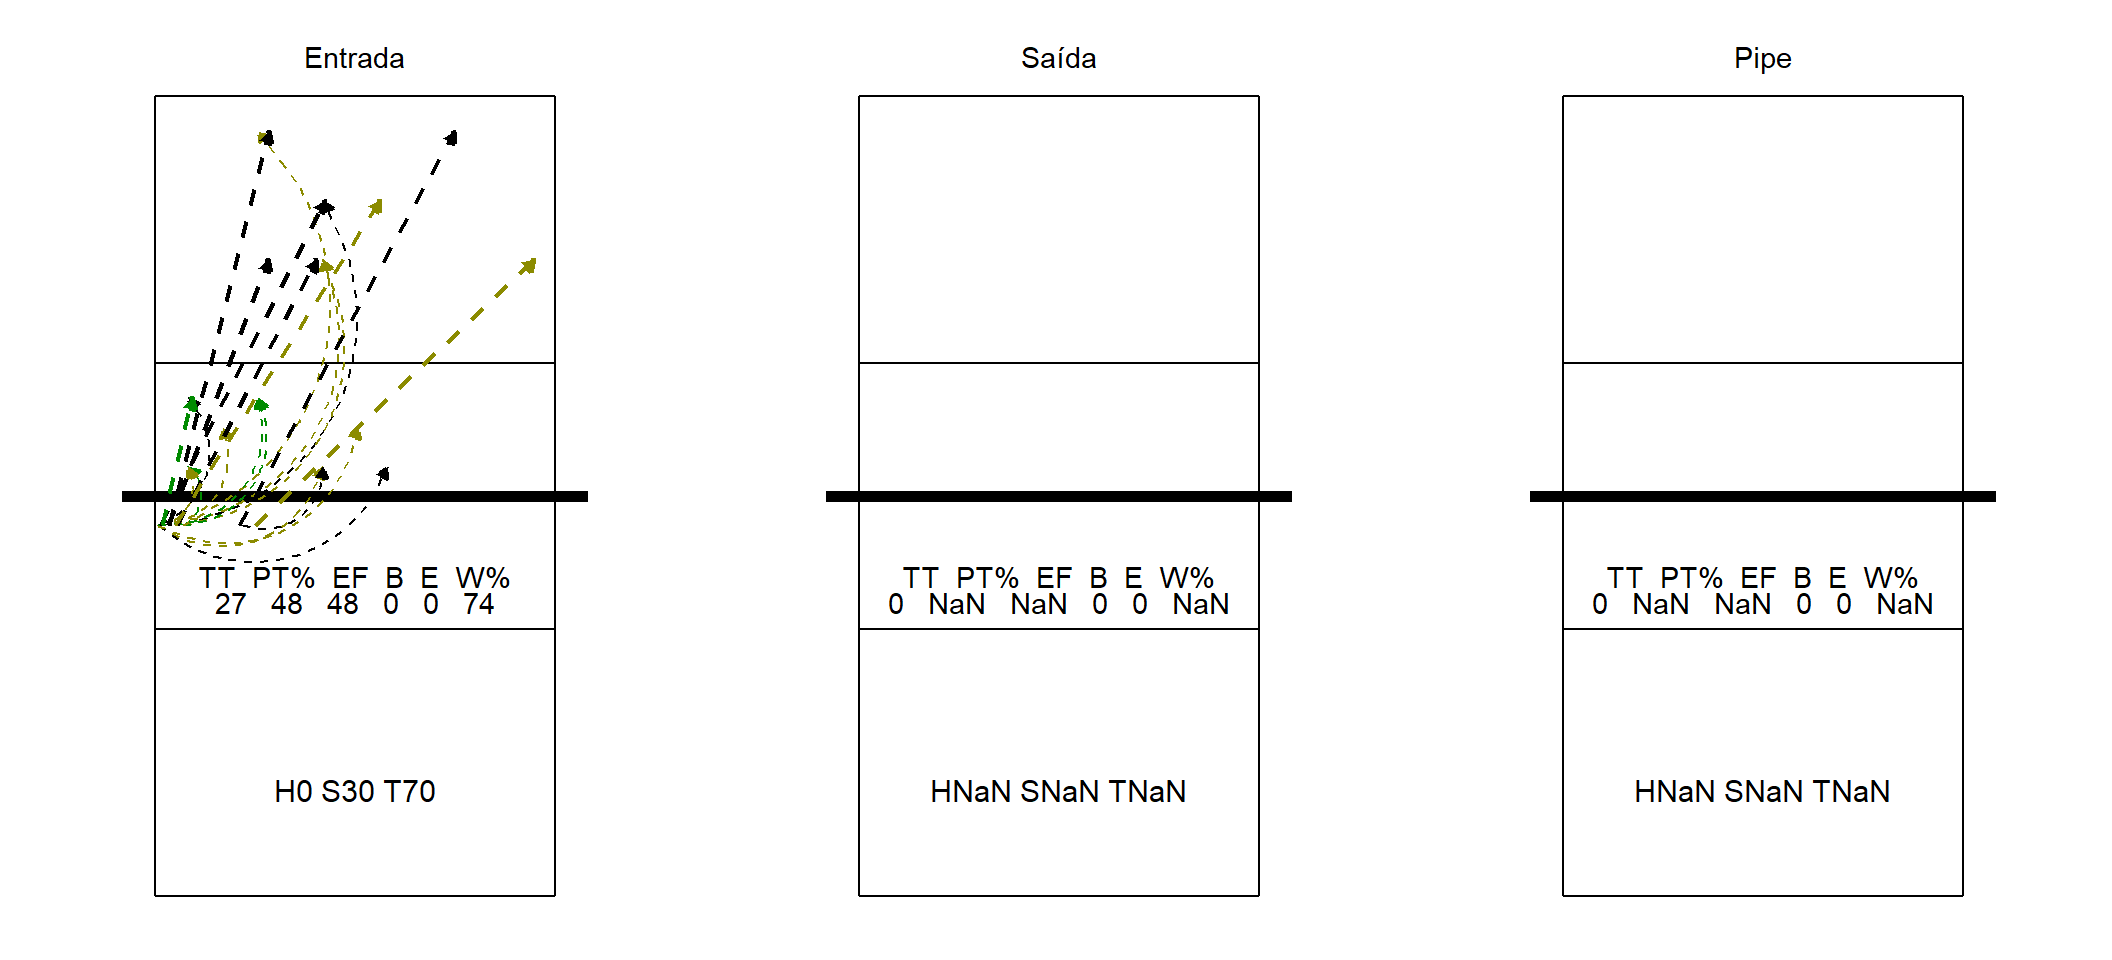 Entrada
TT PT% EF B E W%
27 48 48 0 0 74
H0 S30 T70
Saída
TT PT% EF B E W%
0 NaN NaN 0 0 NaN
HNaN SNaN TNaN
Pipe
TT PT% EF B E W%
0 NaN NaN 0 0 NaN
HNaN SNaN TNaN